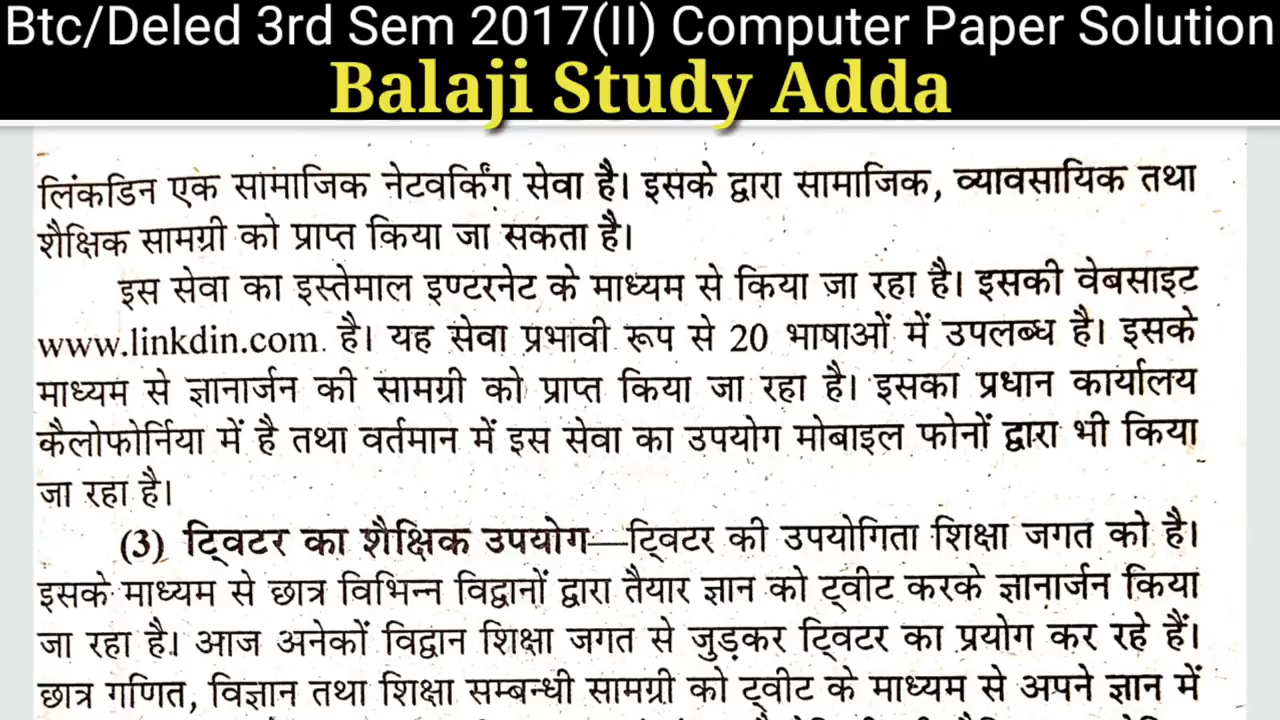 Btc/Deled 3rd Sem 2017(II) Computer Paper Solution
Balaji Study Adda
लिंकडिन एक सामाजिक नेटवर्किंग सेवा है। इसके द्वारा सामाजिक, व्यावसायिक तथा
शैक्षिक सामग्री को प्राप्त किया जा सकता है।
इस सेवा का इस्तेमाल इण्टरनेट के माध्यम से किया जा रहा है। इसकी वेबसाइट
www.linkdin.com. है। यह सेवा प्रभावी रूप से 20 भाषाओं में उपलब्ध है। इसके
माध्यम से ज्ञानार्जन की सामग्री को प्राप्त किया जा रहा है। इसका प्रधान कार्यालय
कैलोफोर्निया में है तथा वर्तमान में इस सेवा का उपयोग मोबाइल फोनों द्वारा भी किया
जा रहा है।
(3) ट्विटर का शैक्षिक उपयोग—ट्विटर की उपयोगिता शिक्षा जगत को है।
इसके माध्यम से छात्र विभिन्न विद्वानों द्वारा तैयार ज्ञान को ट्वीट करके ज्ञानार्जन किया
जा रहा है। आज अनेकों विद्वान शिक्षा जगत से जुड़कर ट्विटर का प्रयोग कर रहे हैं।
छात्र गणित, विज्ञान तथा शिक्षा सम्बन्धी सामग्री को ट्वीट के माध्यम से अपने ज्ञान में